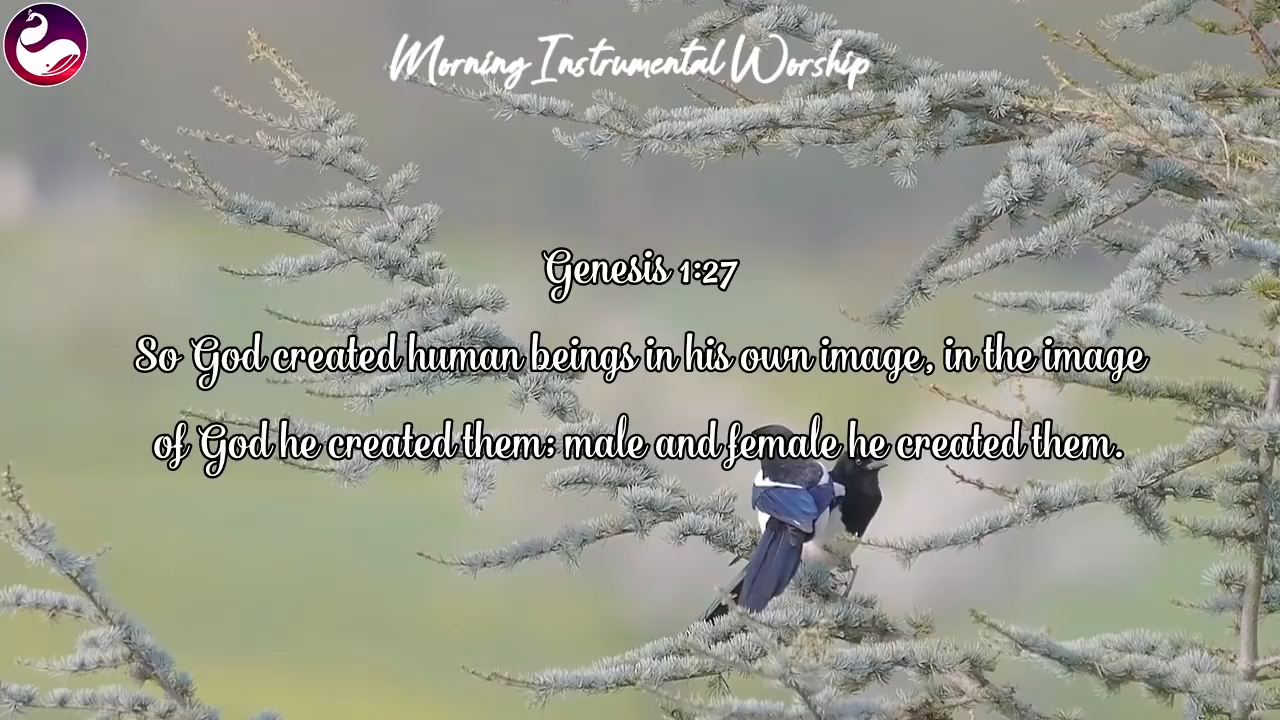 Morning Instrumental Worship
Genesis 1:27
So God created human beings in his own image, in the image
of God he created them: male and female he created them.